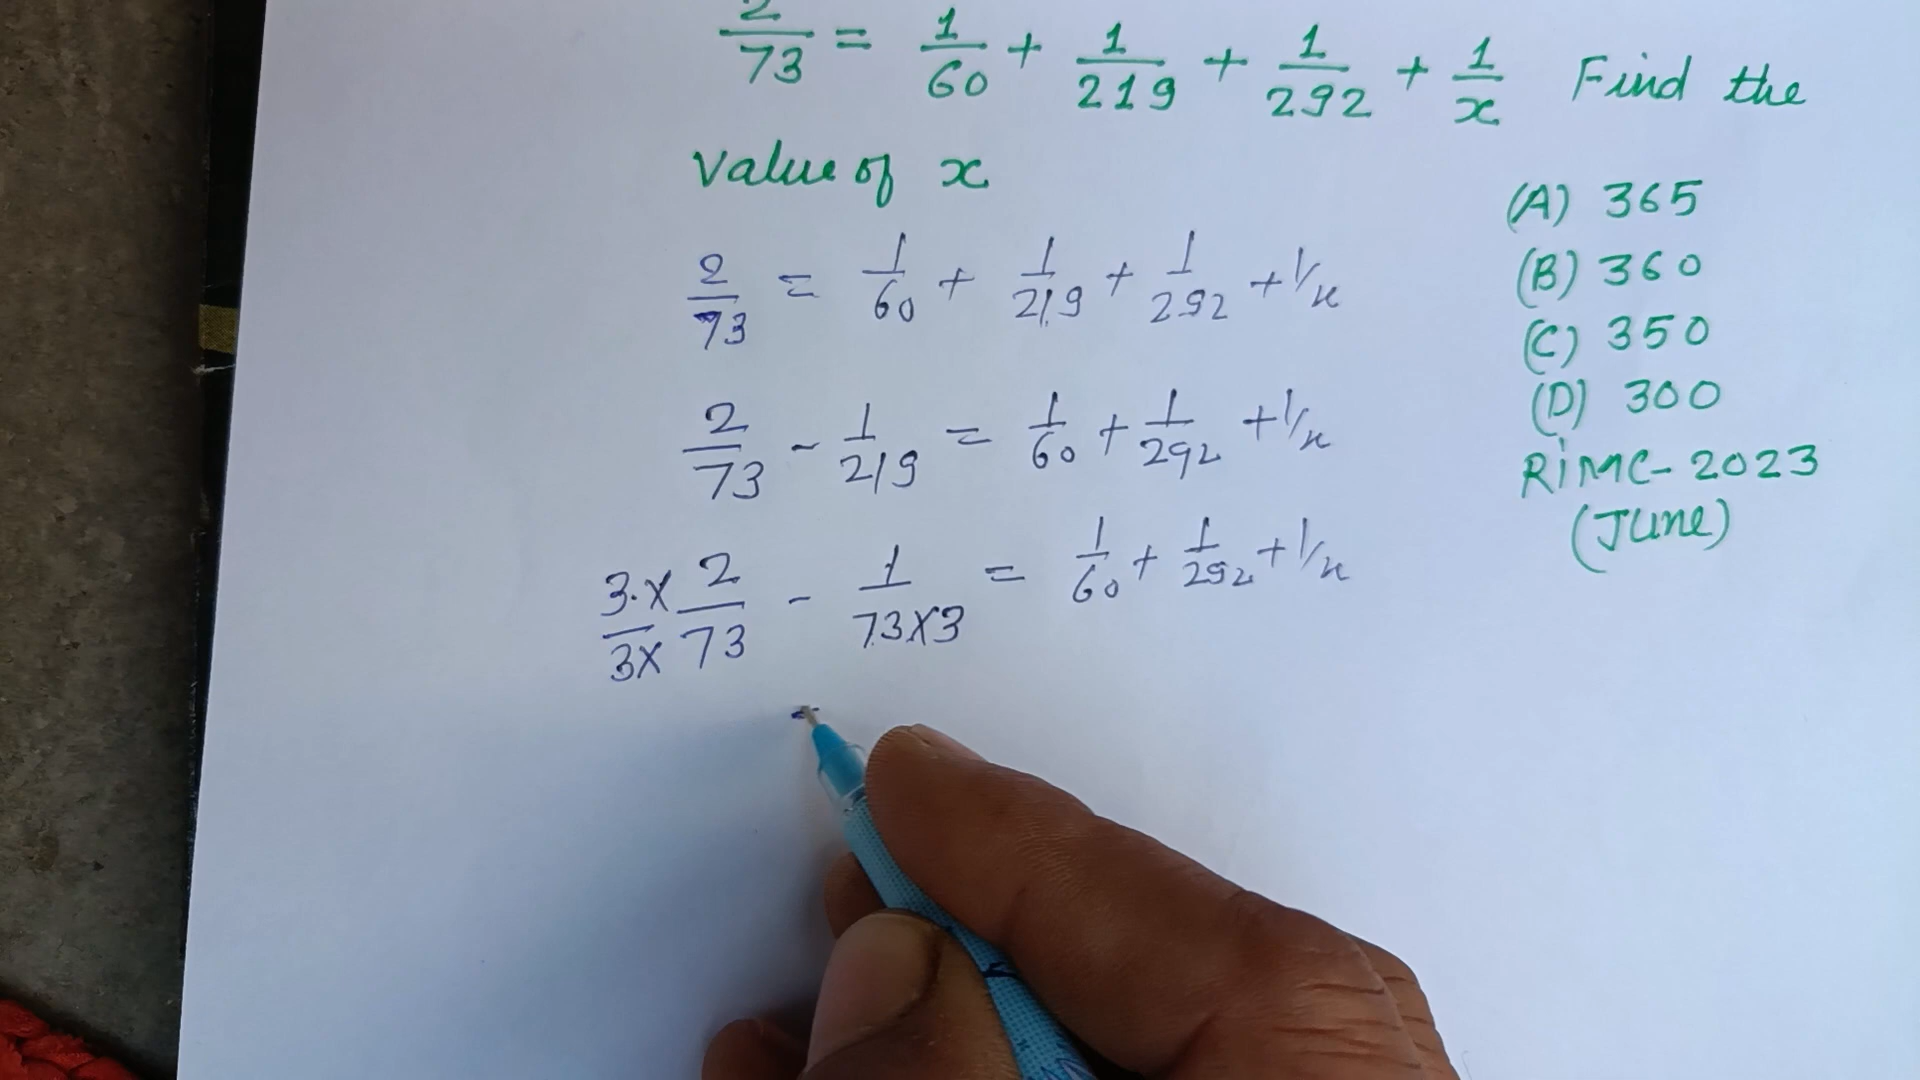 2/73 = 1/60 + 1/219 + 1/292 + 1/x Find the
Value of x
(A) 365
(B) 360
(C) 350
(D) 300
RiMC-2023
(June)
2/73 = 1/60 + 1/219 + 1/292 + 1/x
2/73 - 1/219 = 1/60 + 1/292 + 1/x
3×/3× 2/73 - 1/73×3 = 1/60 + 1/292 + 1/x